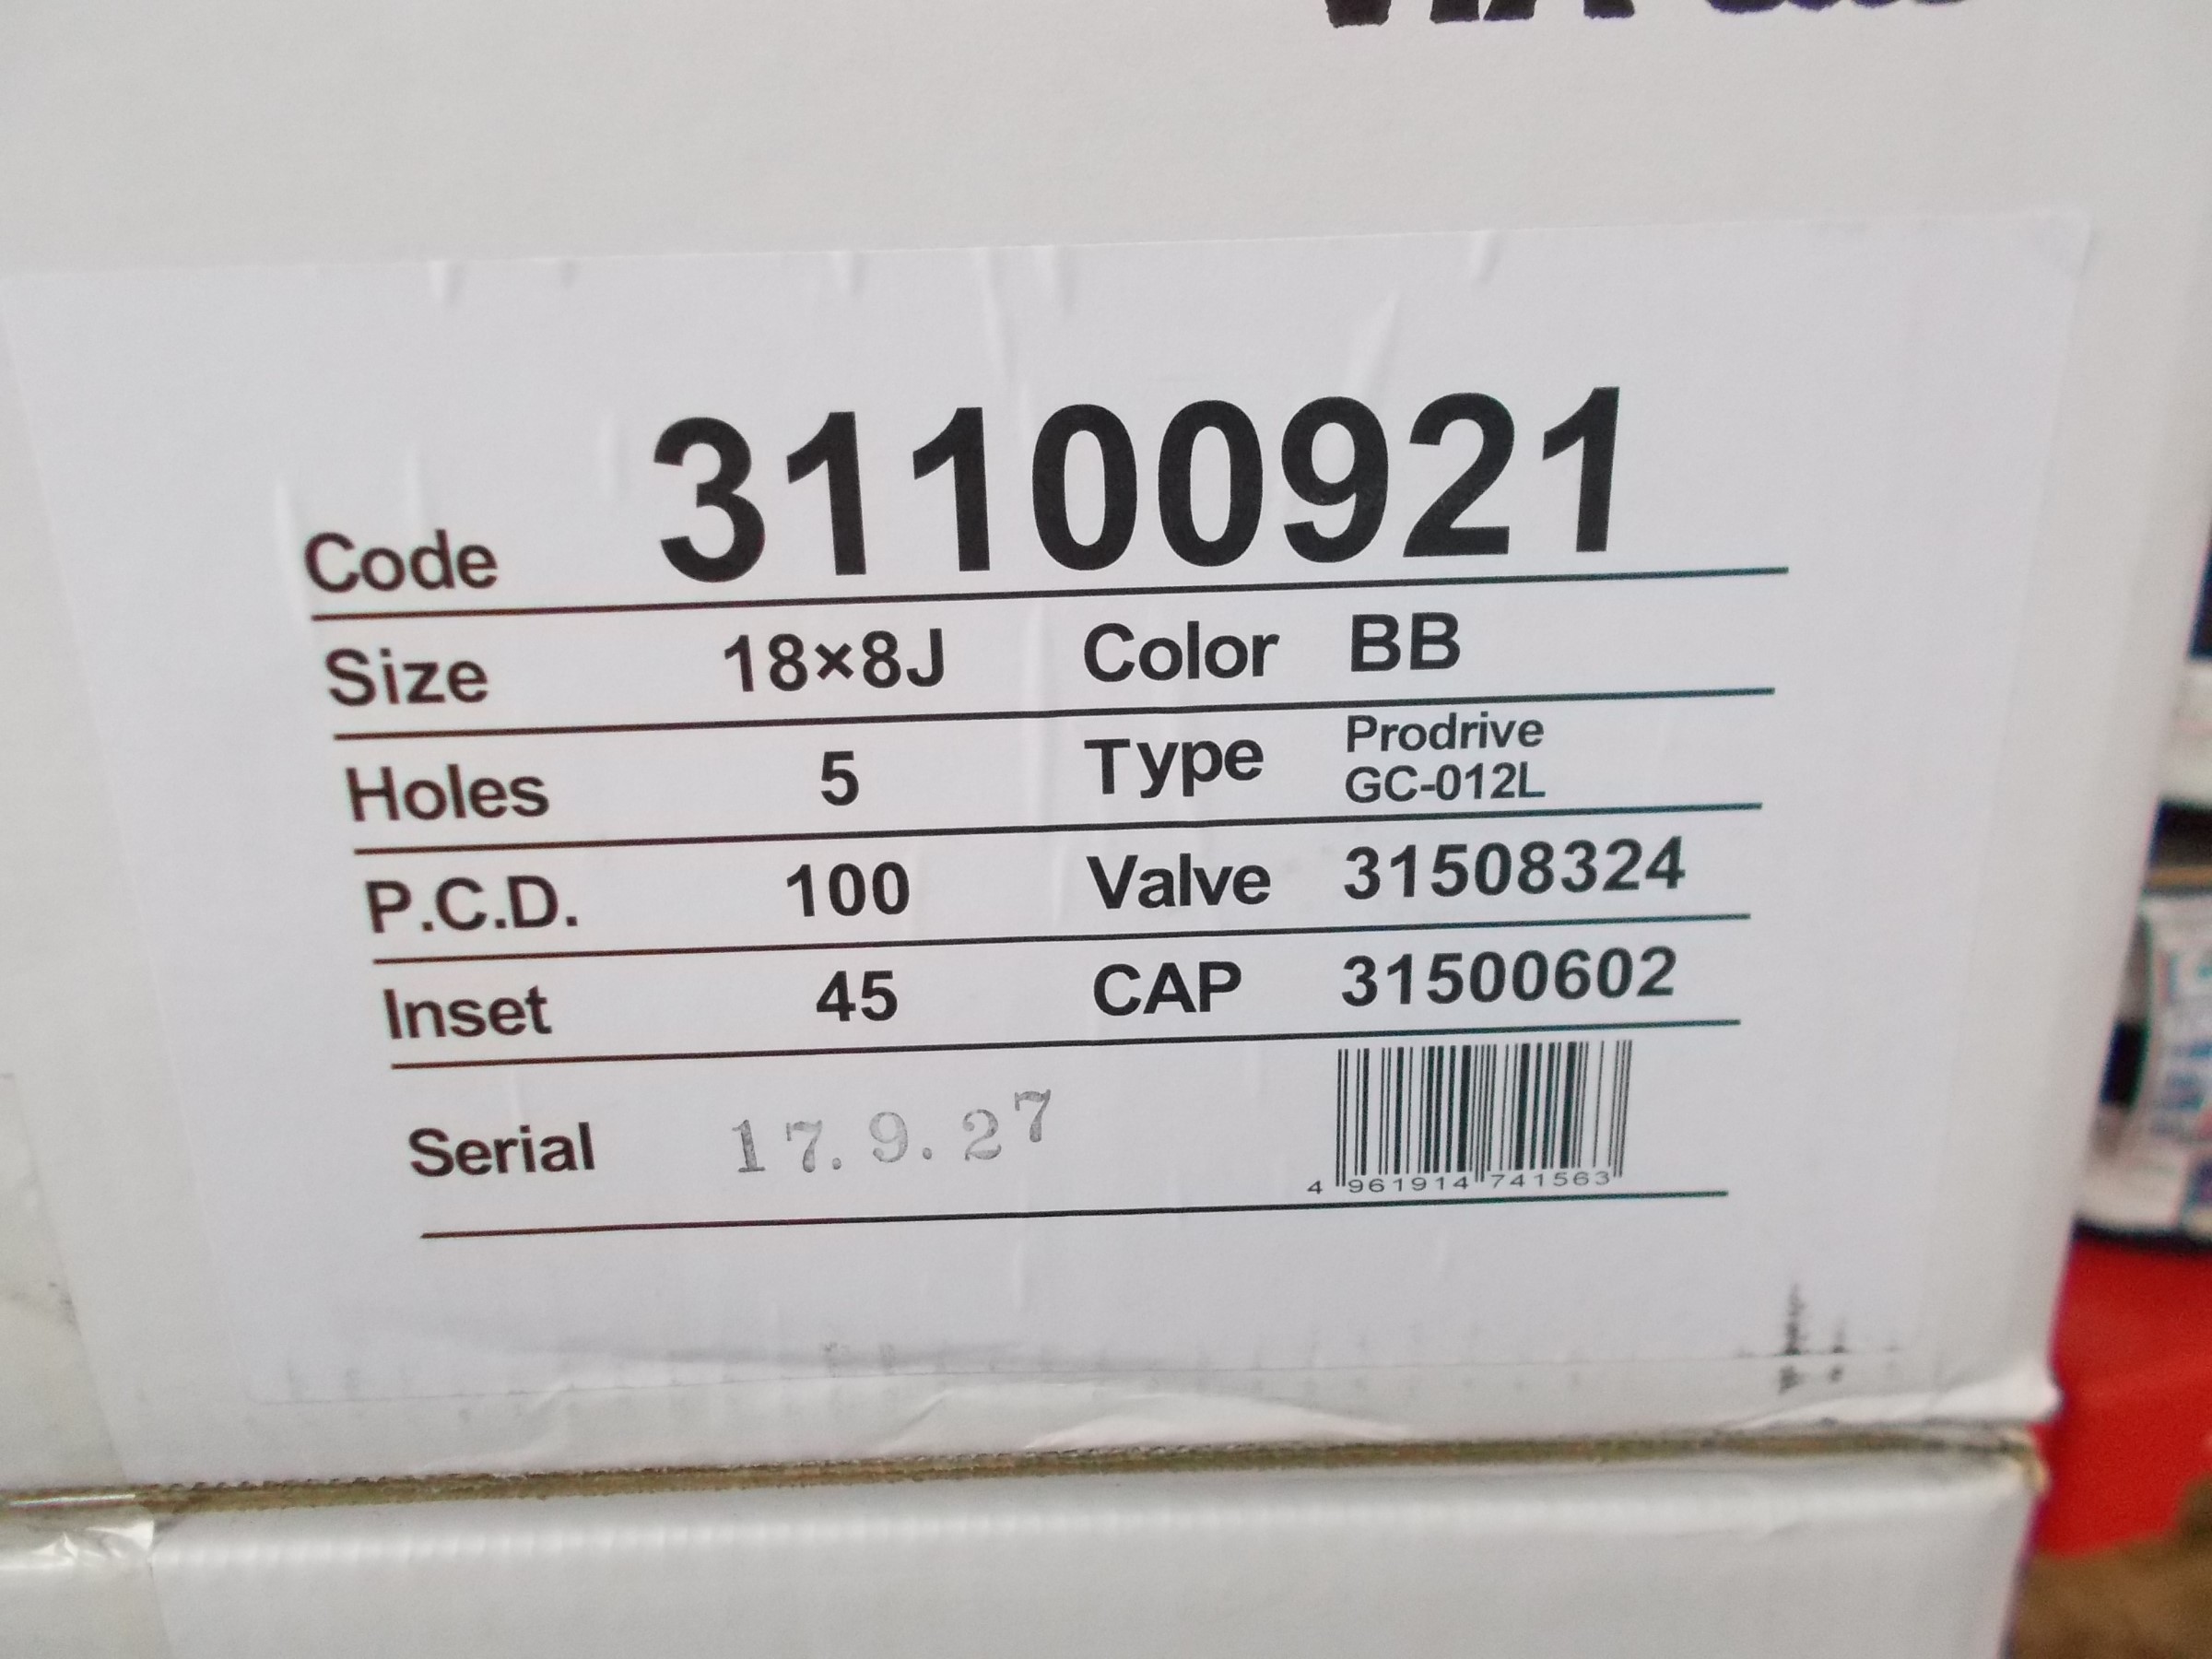 Code 31100921
Size 18×8J Color BB
Holes 5 Type Prodrive GC-012L
P.C.D. 100 Valve 31508324
Inset 45 CAP 31500602
Serial 17.9.27
4 961914 741563